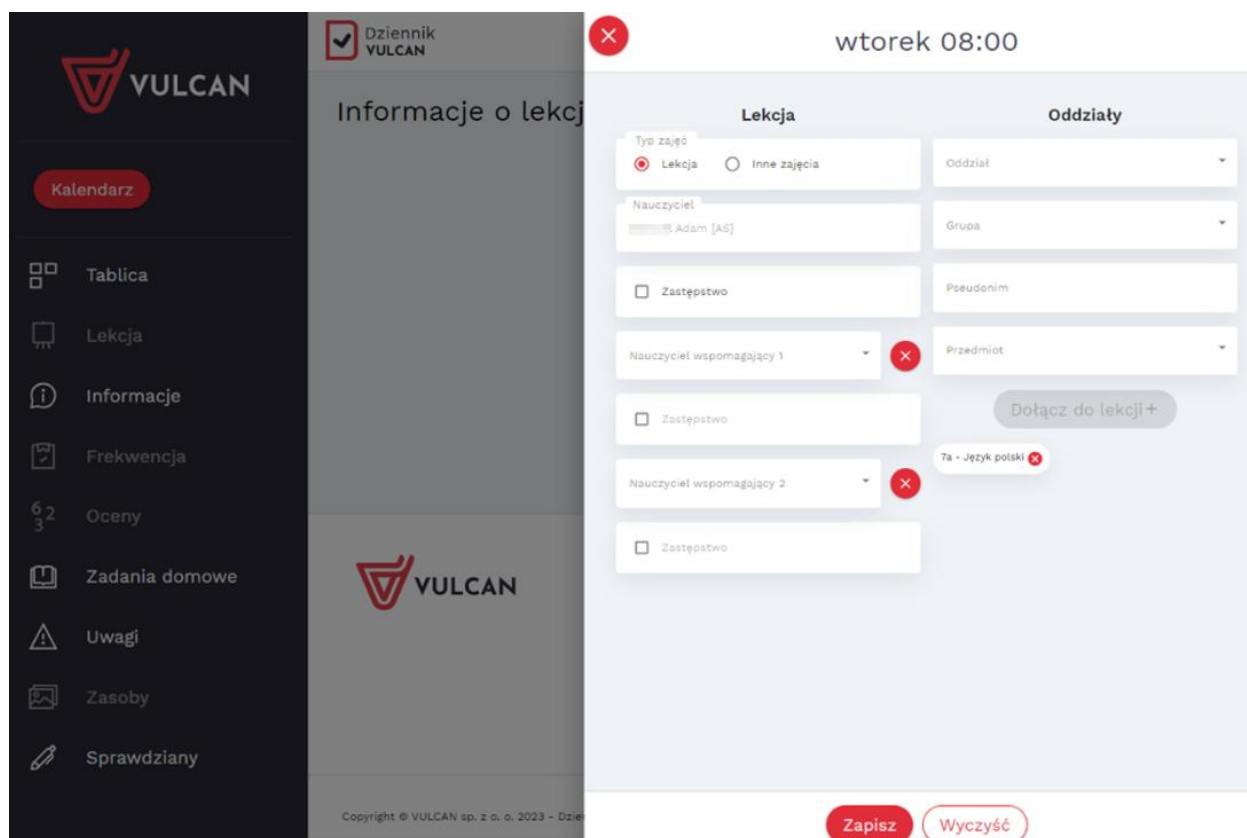 VULCAN
Kalendarz
Tablica
Lekcja
Informacje
Frekwencja
Oceny
Zadania domowe
Uwagi
Zasoby
Sprawdziany
Dziennik
VULCAN
Informacje o lekcj
VULCAN
Copyright © VULCAN sp. z o. o. 2023 - Dzie
wtorek 08:00
Lekcja
Typ zajęć
Lekcja Inne zajęcia
Nauczyciel
Adam [AS]
Zastępstwo
Nauczyciel wspomagający 1
Zastępstwo
Nauczyciel wspomagający 2
Zastępstwo
Oddziały
Oddział
Grupa
Pseudonim
Przedmiot
Dołącz do lekcji +
7a - Język polski
Zapisz Wyczyść